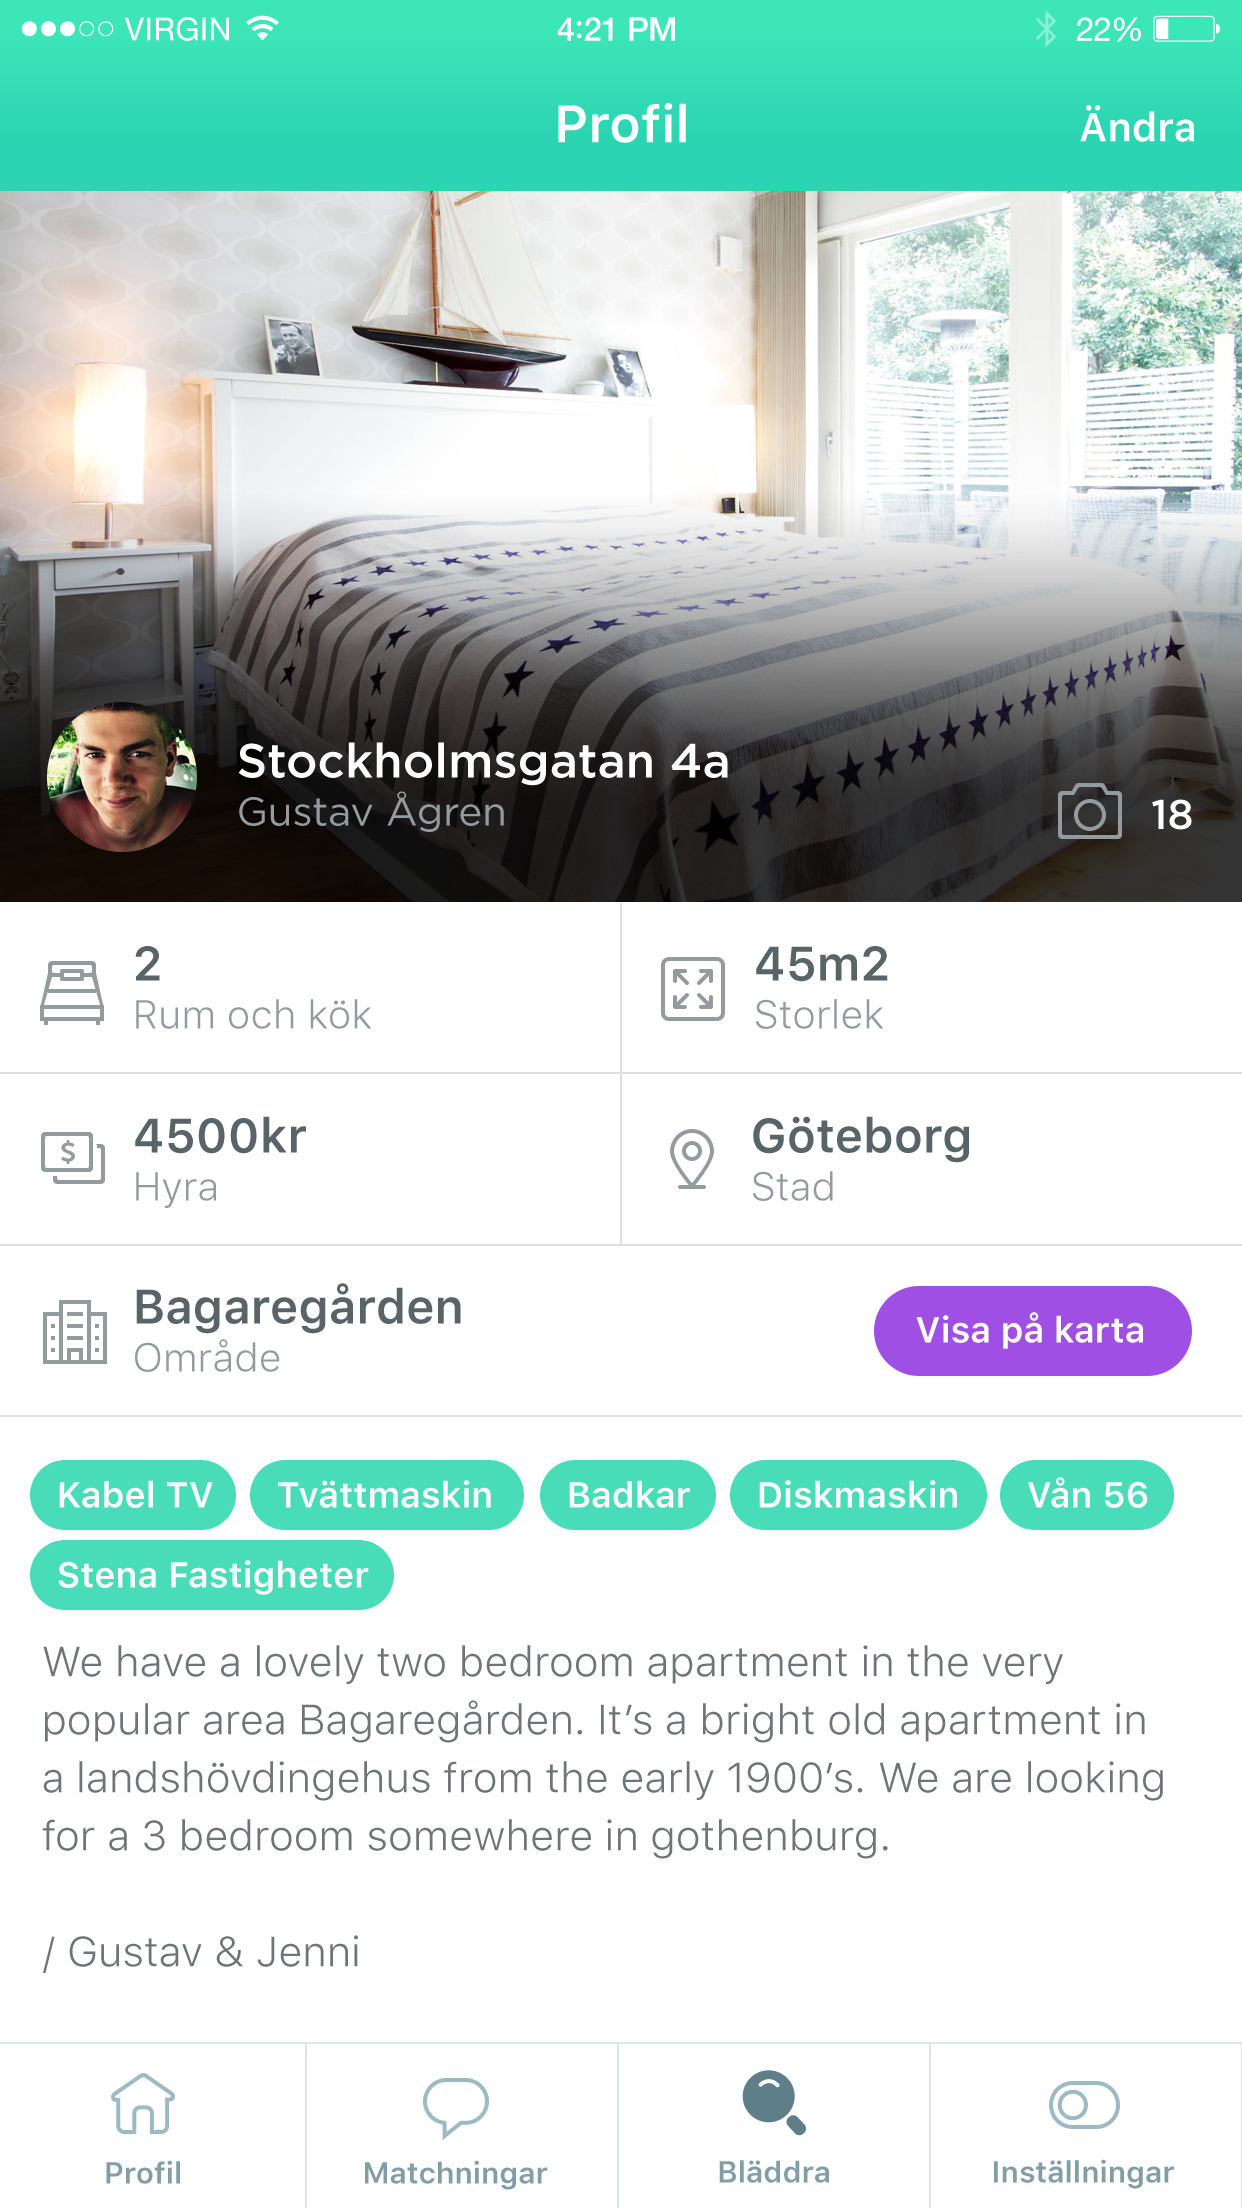 VIRGIN 4:21 PM 22%
Profil Ändra
Stockholmsgatan 4a
Gustav Ågren
18
2
Rum och kök
45m2
Storlek
4500kr
Hyra
Göteborg
Stad
Bagaregården
Område
Visa på karta
Kabel TV Tvättmaskin Badkar Diskmaskin Vån 56
Stena Fastigheter
We have a lovely two bedroom apartment in the very
popular area Bagaregården. It’s a bright old apartment in
a landshövdingehus from the early 1900’s. We are looking
for a 3 bedroom somewhere in gothenburg.
/ Gustav & Jenni
Profil Matchningar Bläddra Inställningar